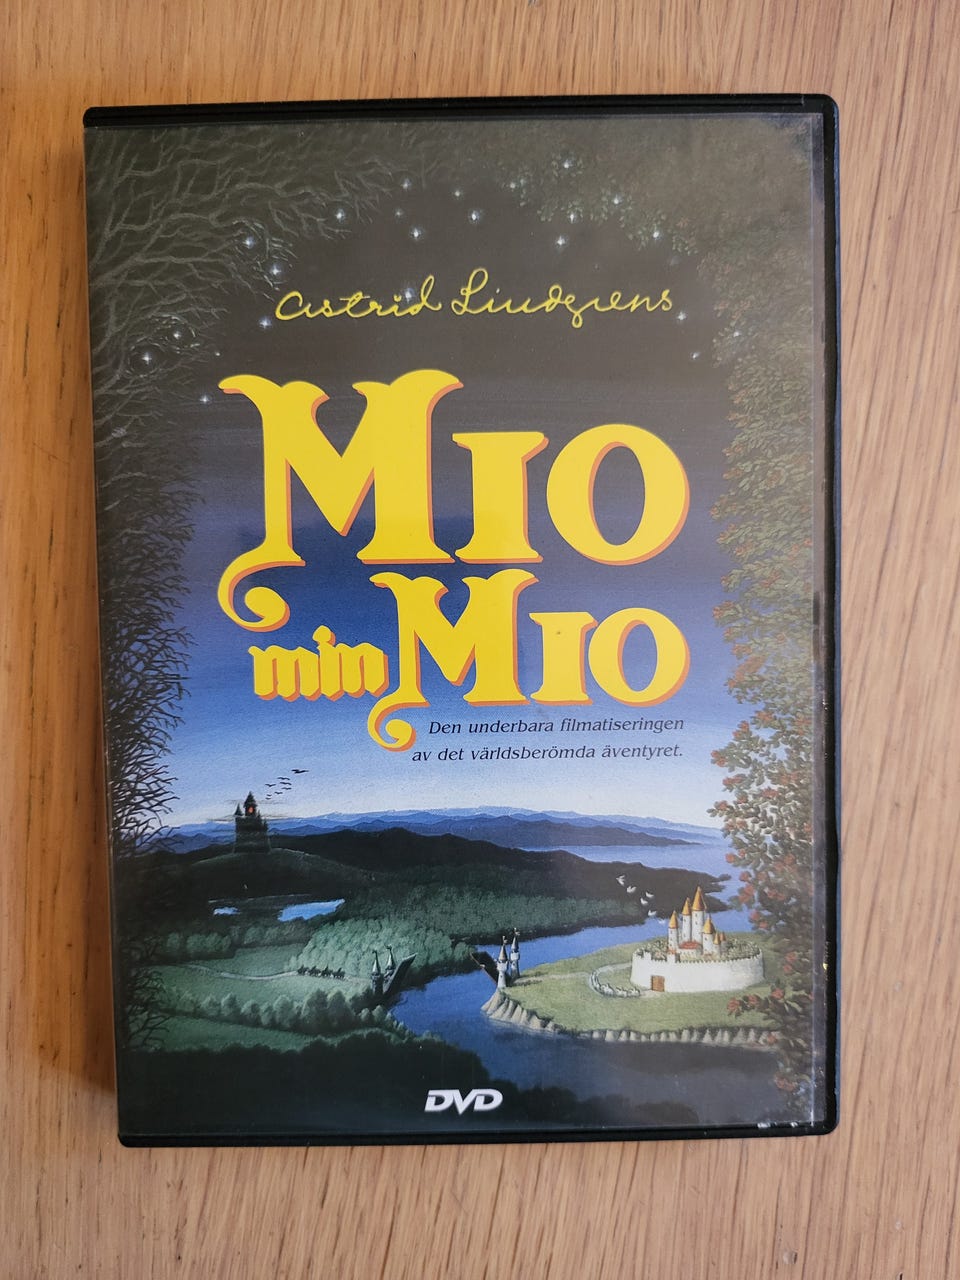 Astrid Lindgrens
MIO
min MIO
Den underbara filmatiseringen
av det världsberömda äventyret.
DVD